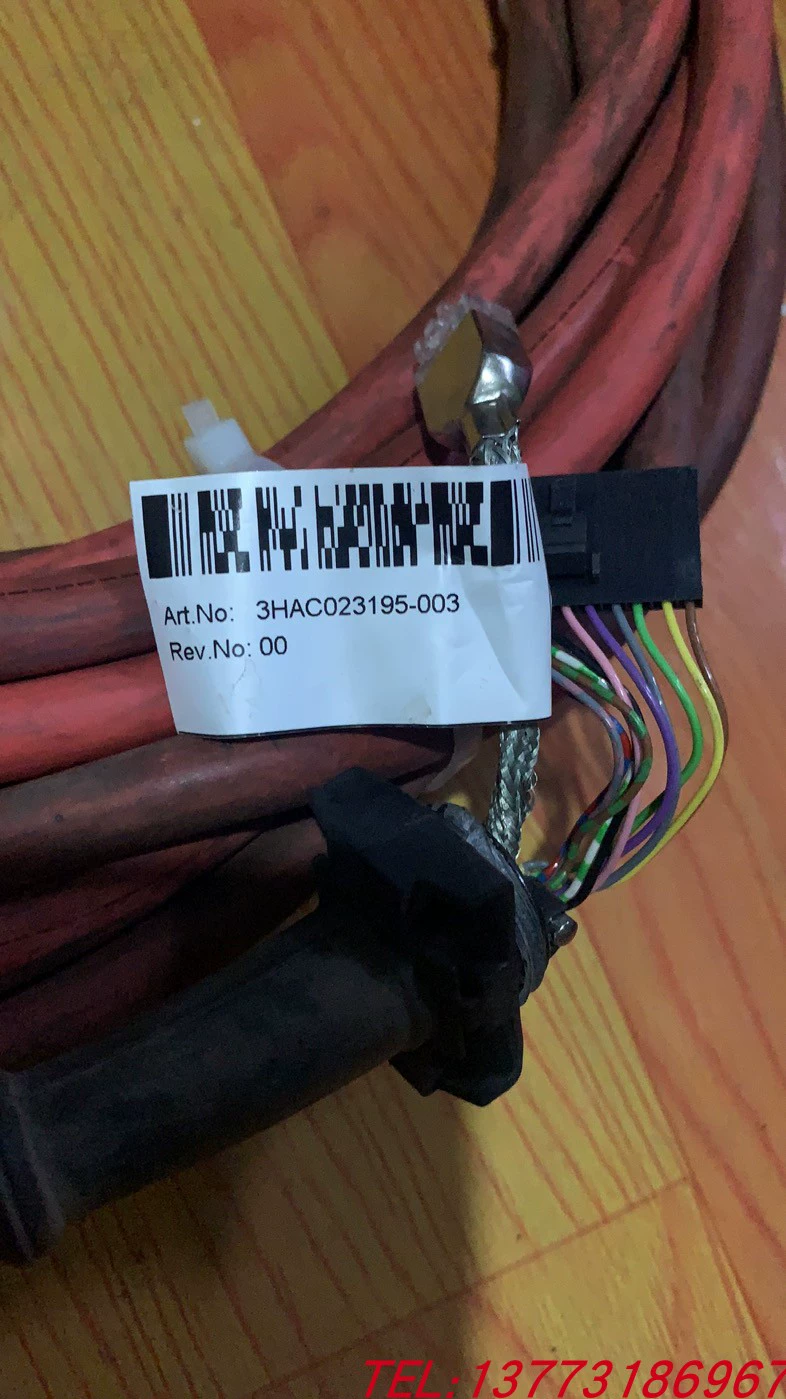 Art.No: 3HAC023195-003
Rev.No: 00
TEL:13773186967